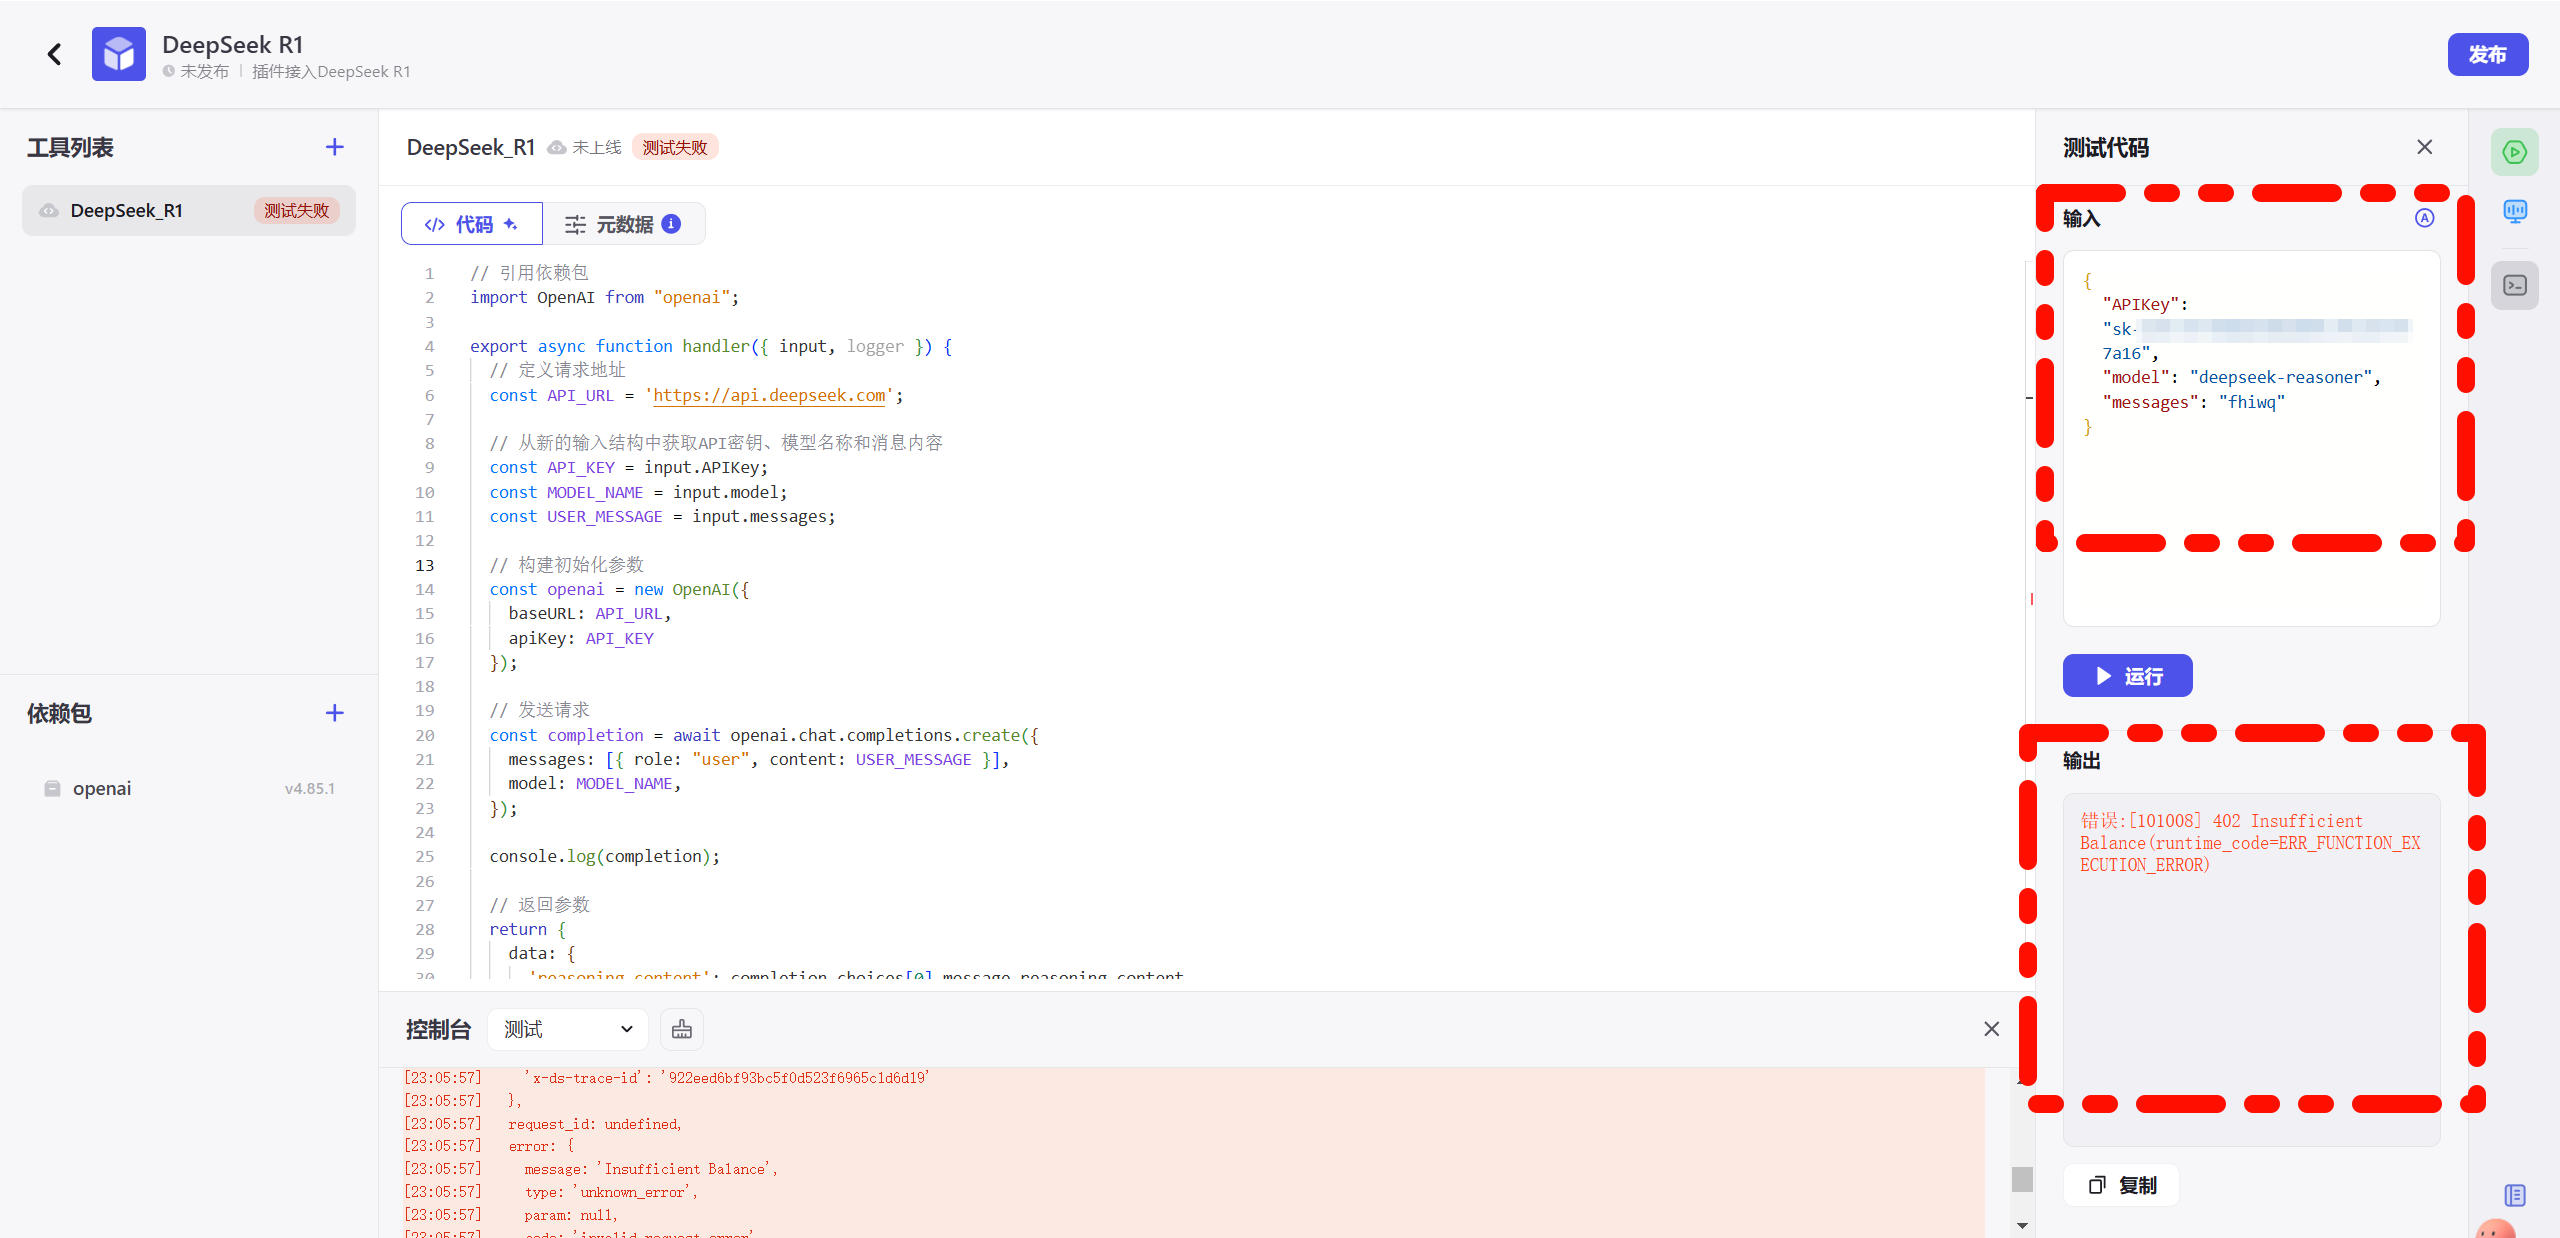 DeepSeek R1
未发布 | 插件接入DeepSeek R1
发布
工具列表
DeepSeek_R1 测试失败
依赖包
openai v4.85.1
DeepSeek_R1 未上线 测试失败
代码 元数据
1 // 引用依赖包
2 import OpenAI from "openai";
3
4 export async function handler({ input, logger }) {
5 // 定义请求地址
6 const API_URL = 'https://api.deepseek.com';
7
8 // 从新的输入结构中获取API密钥、模型名称和消息内容
9 const API_KEY = input.APIKey;
10 const MODEL_NAME = input.model;
11 const USER_MESSAGE = input.messages;
12
13 // 构建初始化参数
14 const openai = new OpenAI({
15 baseURL: API_URL,
16 apiKey: API_KEY
17 });
18
19 // 发送请求
20 const completion = await openai.chat.completions.create({
21 messages: [{ role: "user", content: USER_MESSAGE }],
22 model: MODEL_NAME,
23 });
24
25 console.log(completion);
26
27 // 返回参数
28 return {
29 data: {
30 'reasoning_content': completion.choices[0].message.reasoning_content
控制台 测试
[23:05:57] 'x-ds-trace-id': '922eed6bf93bc5f0d523f6965c1d6d19'
[23:05:57] },
[23:05:57] request_id: undefined,
[23:05:57] error: {
[23:05:57] message: 'Insufficient Balance',
[23:05:57] type: 'unknown_error',
[23:05:57] param: null,
[23:05:57] code: 'invalid_request_error'
测试代码
输入
{
"APIKey":
"sk-
7a16",
"model": "deepseek-reasoner",
"messages": "fhiwq"
}
运行
输出
错误:[101008] 402 Insufficient
Balance(runtime_code=ERR_FUNCTION_EX
ECUTION_ERROR)
复制